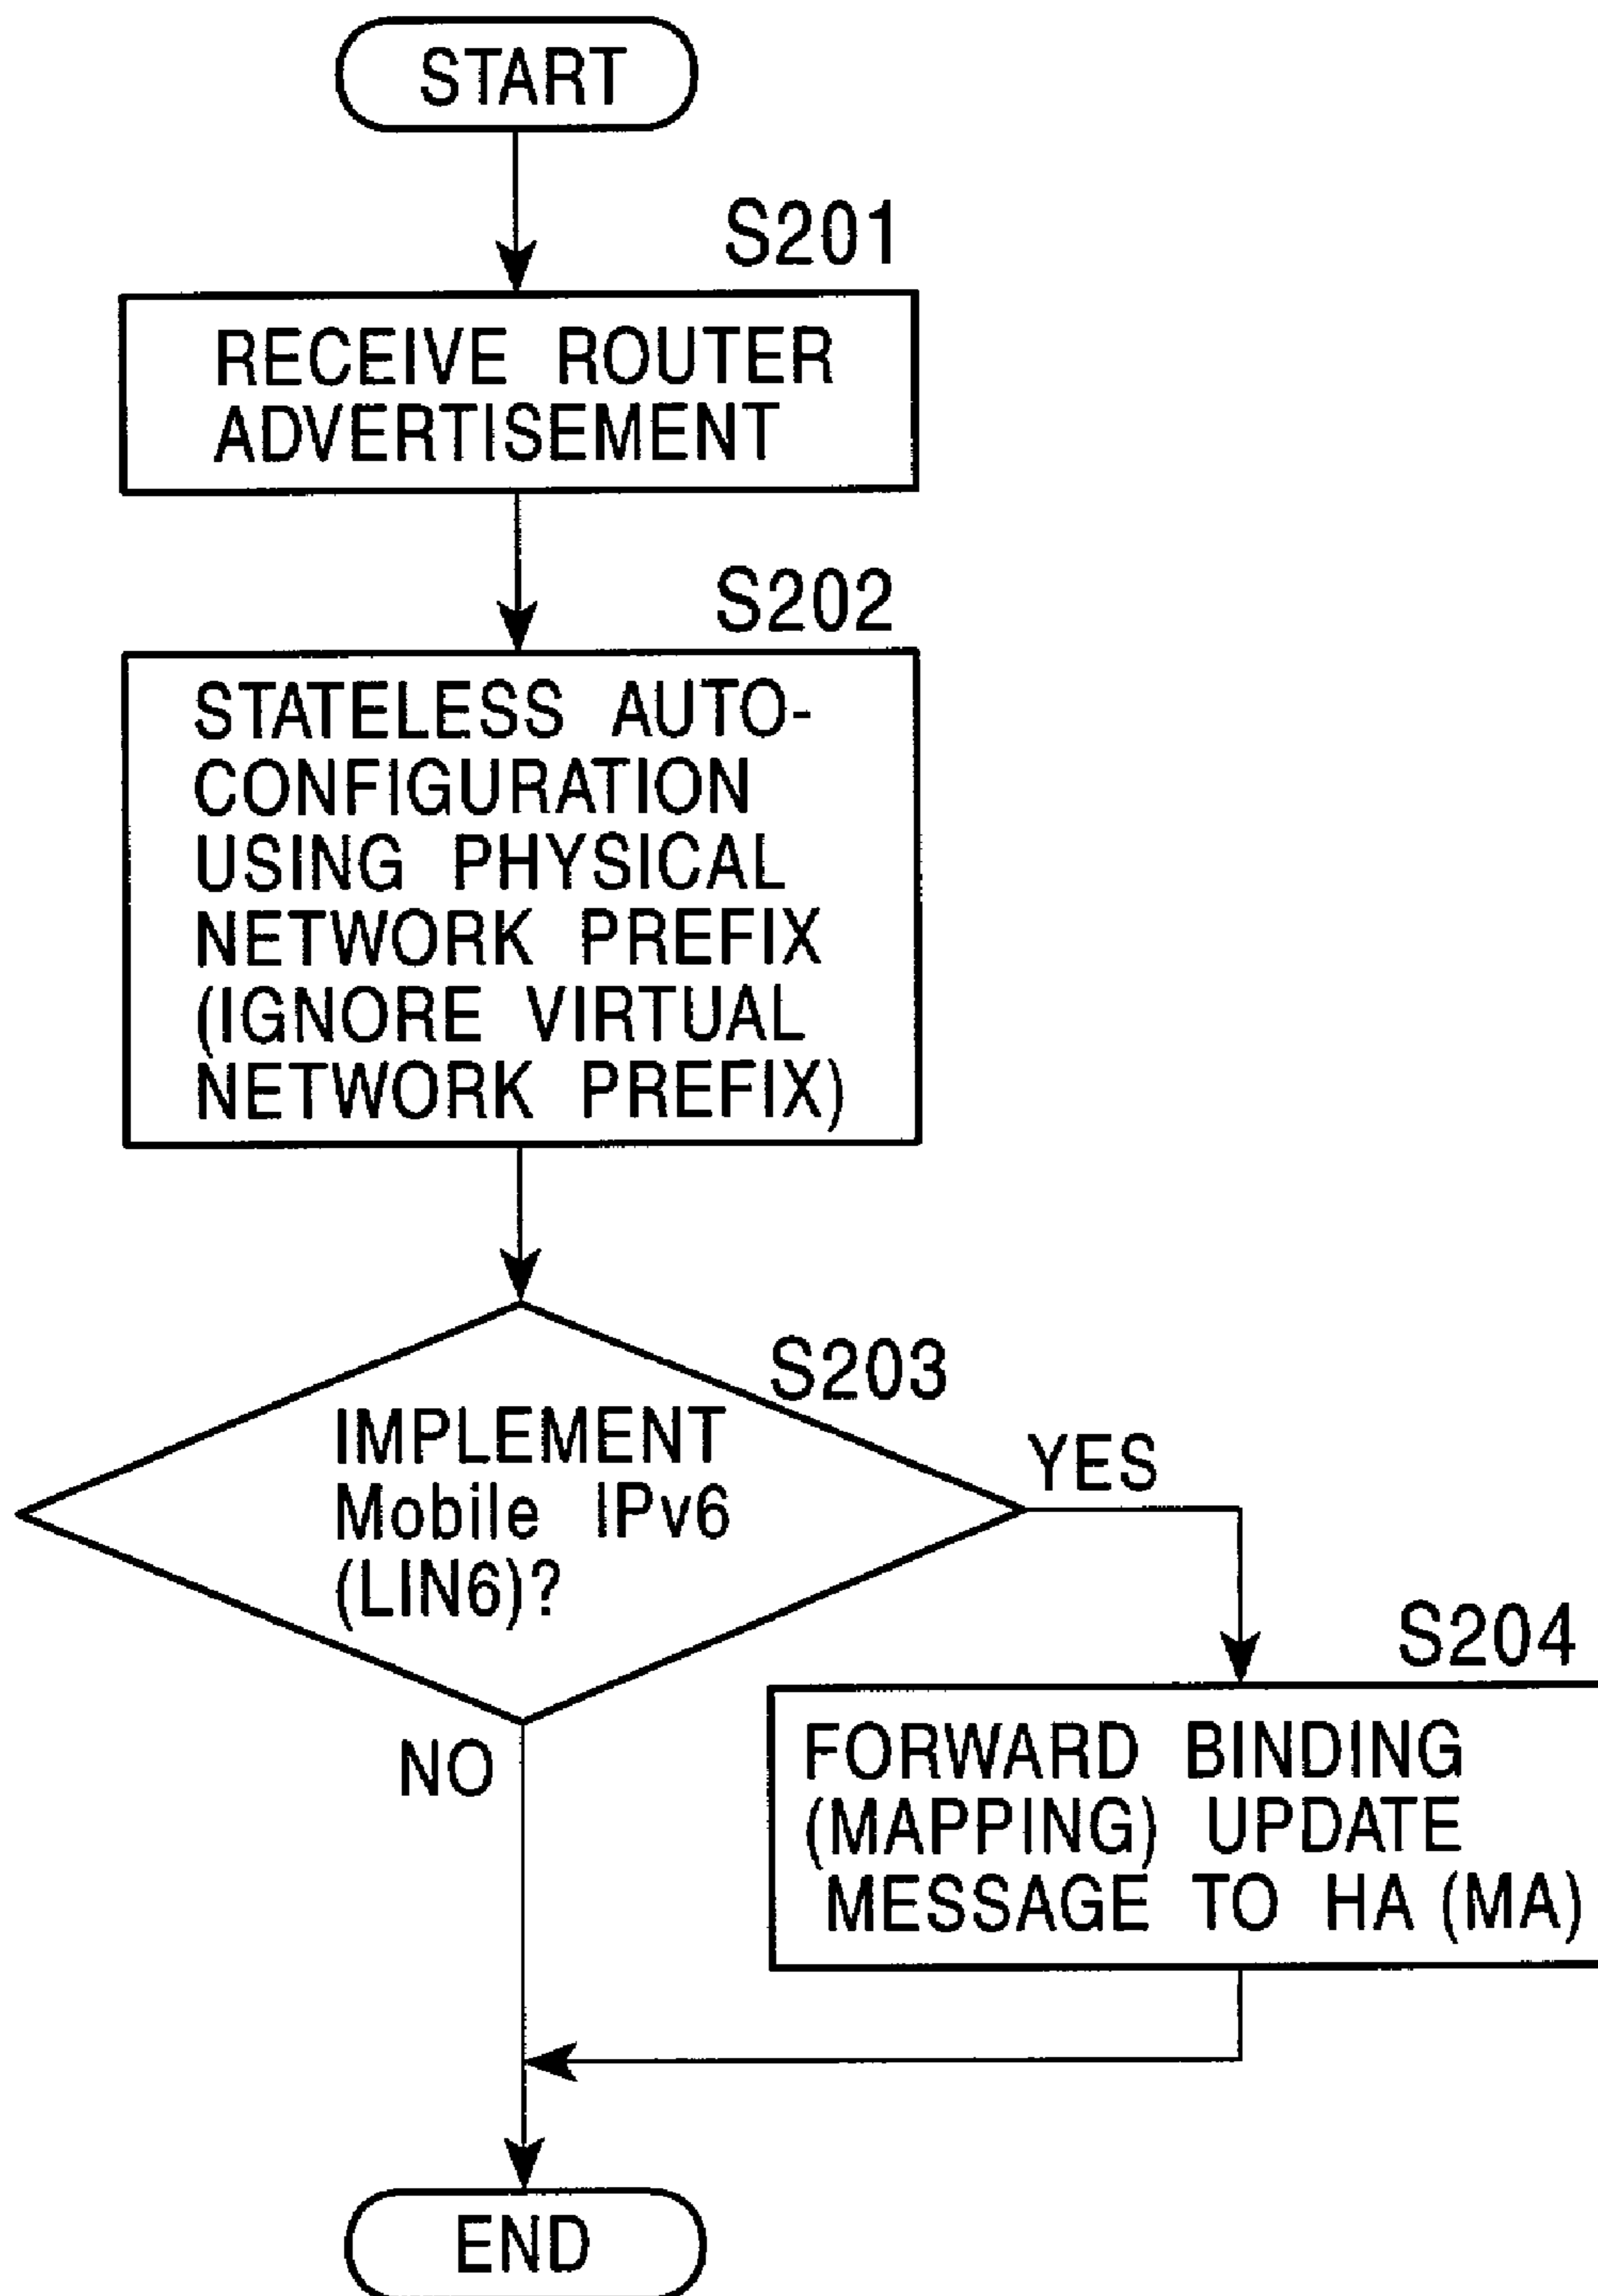 START
S201
RECEIVE ROUTER
ADVERTISEMENT
S202
STATELESS AUTO-
CONFIGURATION
USING PHYSICAL
NETWORK PREFIX
(IGNORE VIRTUAL
NETWORK PREFIX)
S203
IMPLEMENT
Mobile IPv6
(LIN6)?
YES
NO
S204
FORWARD BINDING
(MAPPING) UPDATE
MESSAGE TO HA (MA)
END